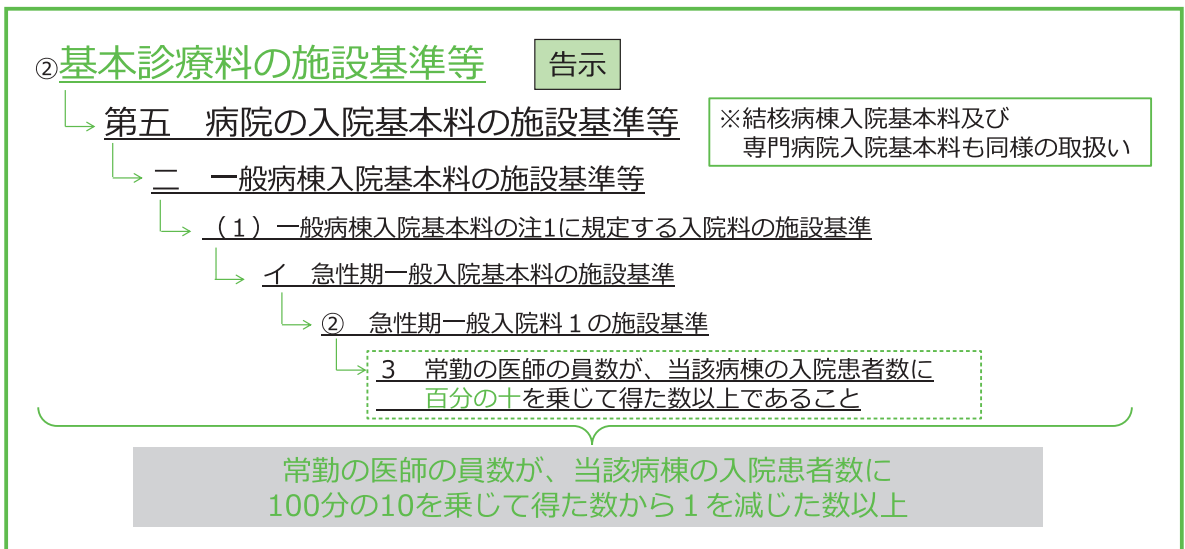 ②基本診療料の施設基準等
告示
第五　病院の入院基本料の施設基準等
※結核病棟入院基本料及び
専門病院入院基本料も同様の取扱い
二　一般病棟入院基本料の施設基準等
（１）一般病棟入院基本料の注1に規定する入院料の施設基準
イ　急性期一般入院基本料の施設基準
②　急性期一般入院料１の施設基準
３　常勤の医師の員数が、当該病棟の入院患者数に
百分の十を乗じて得た数以上であること
常勤の医師の員数が、当該病棟の入院患者数に
100分の10を乗じて得た数から１を減じた数以上